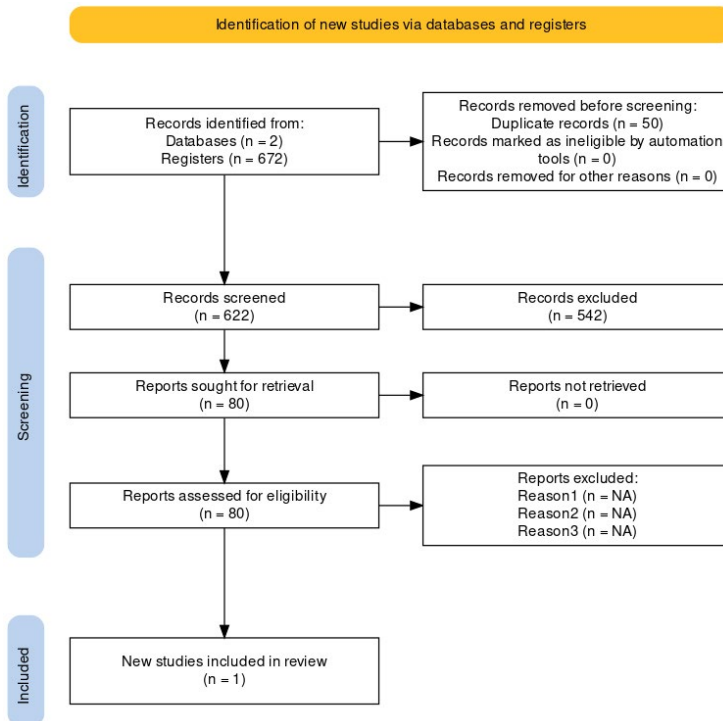 Identification of new studies via databases and registers
Identification
Records identified from:
Databases (n = 2)
Registers (n = 672)
Records removed before screening:
Duplicate records (n = 50)
Records marked as ineligible by automation
tools (n = 0)
Records removed for other reasons (n = 0)
Screening
Records screened
(n = 622)
Records excluded
(n = 542)
Reports sought for retrieval
(n = 80)
Reports not retrieved
(n = 0)
Reports assessed for eligibility
(n = 80)
Reports excluded:
Reason1 (n = NA)
Reason2 (n = NA)
Reason3 (n = NA)
Included
New studies included in review
(n = 1)